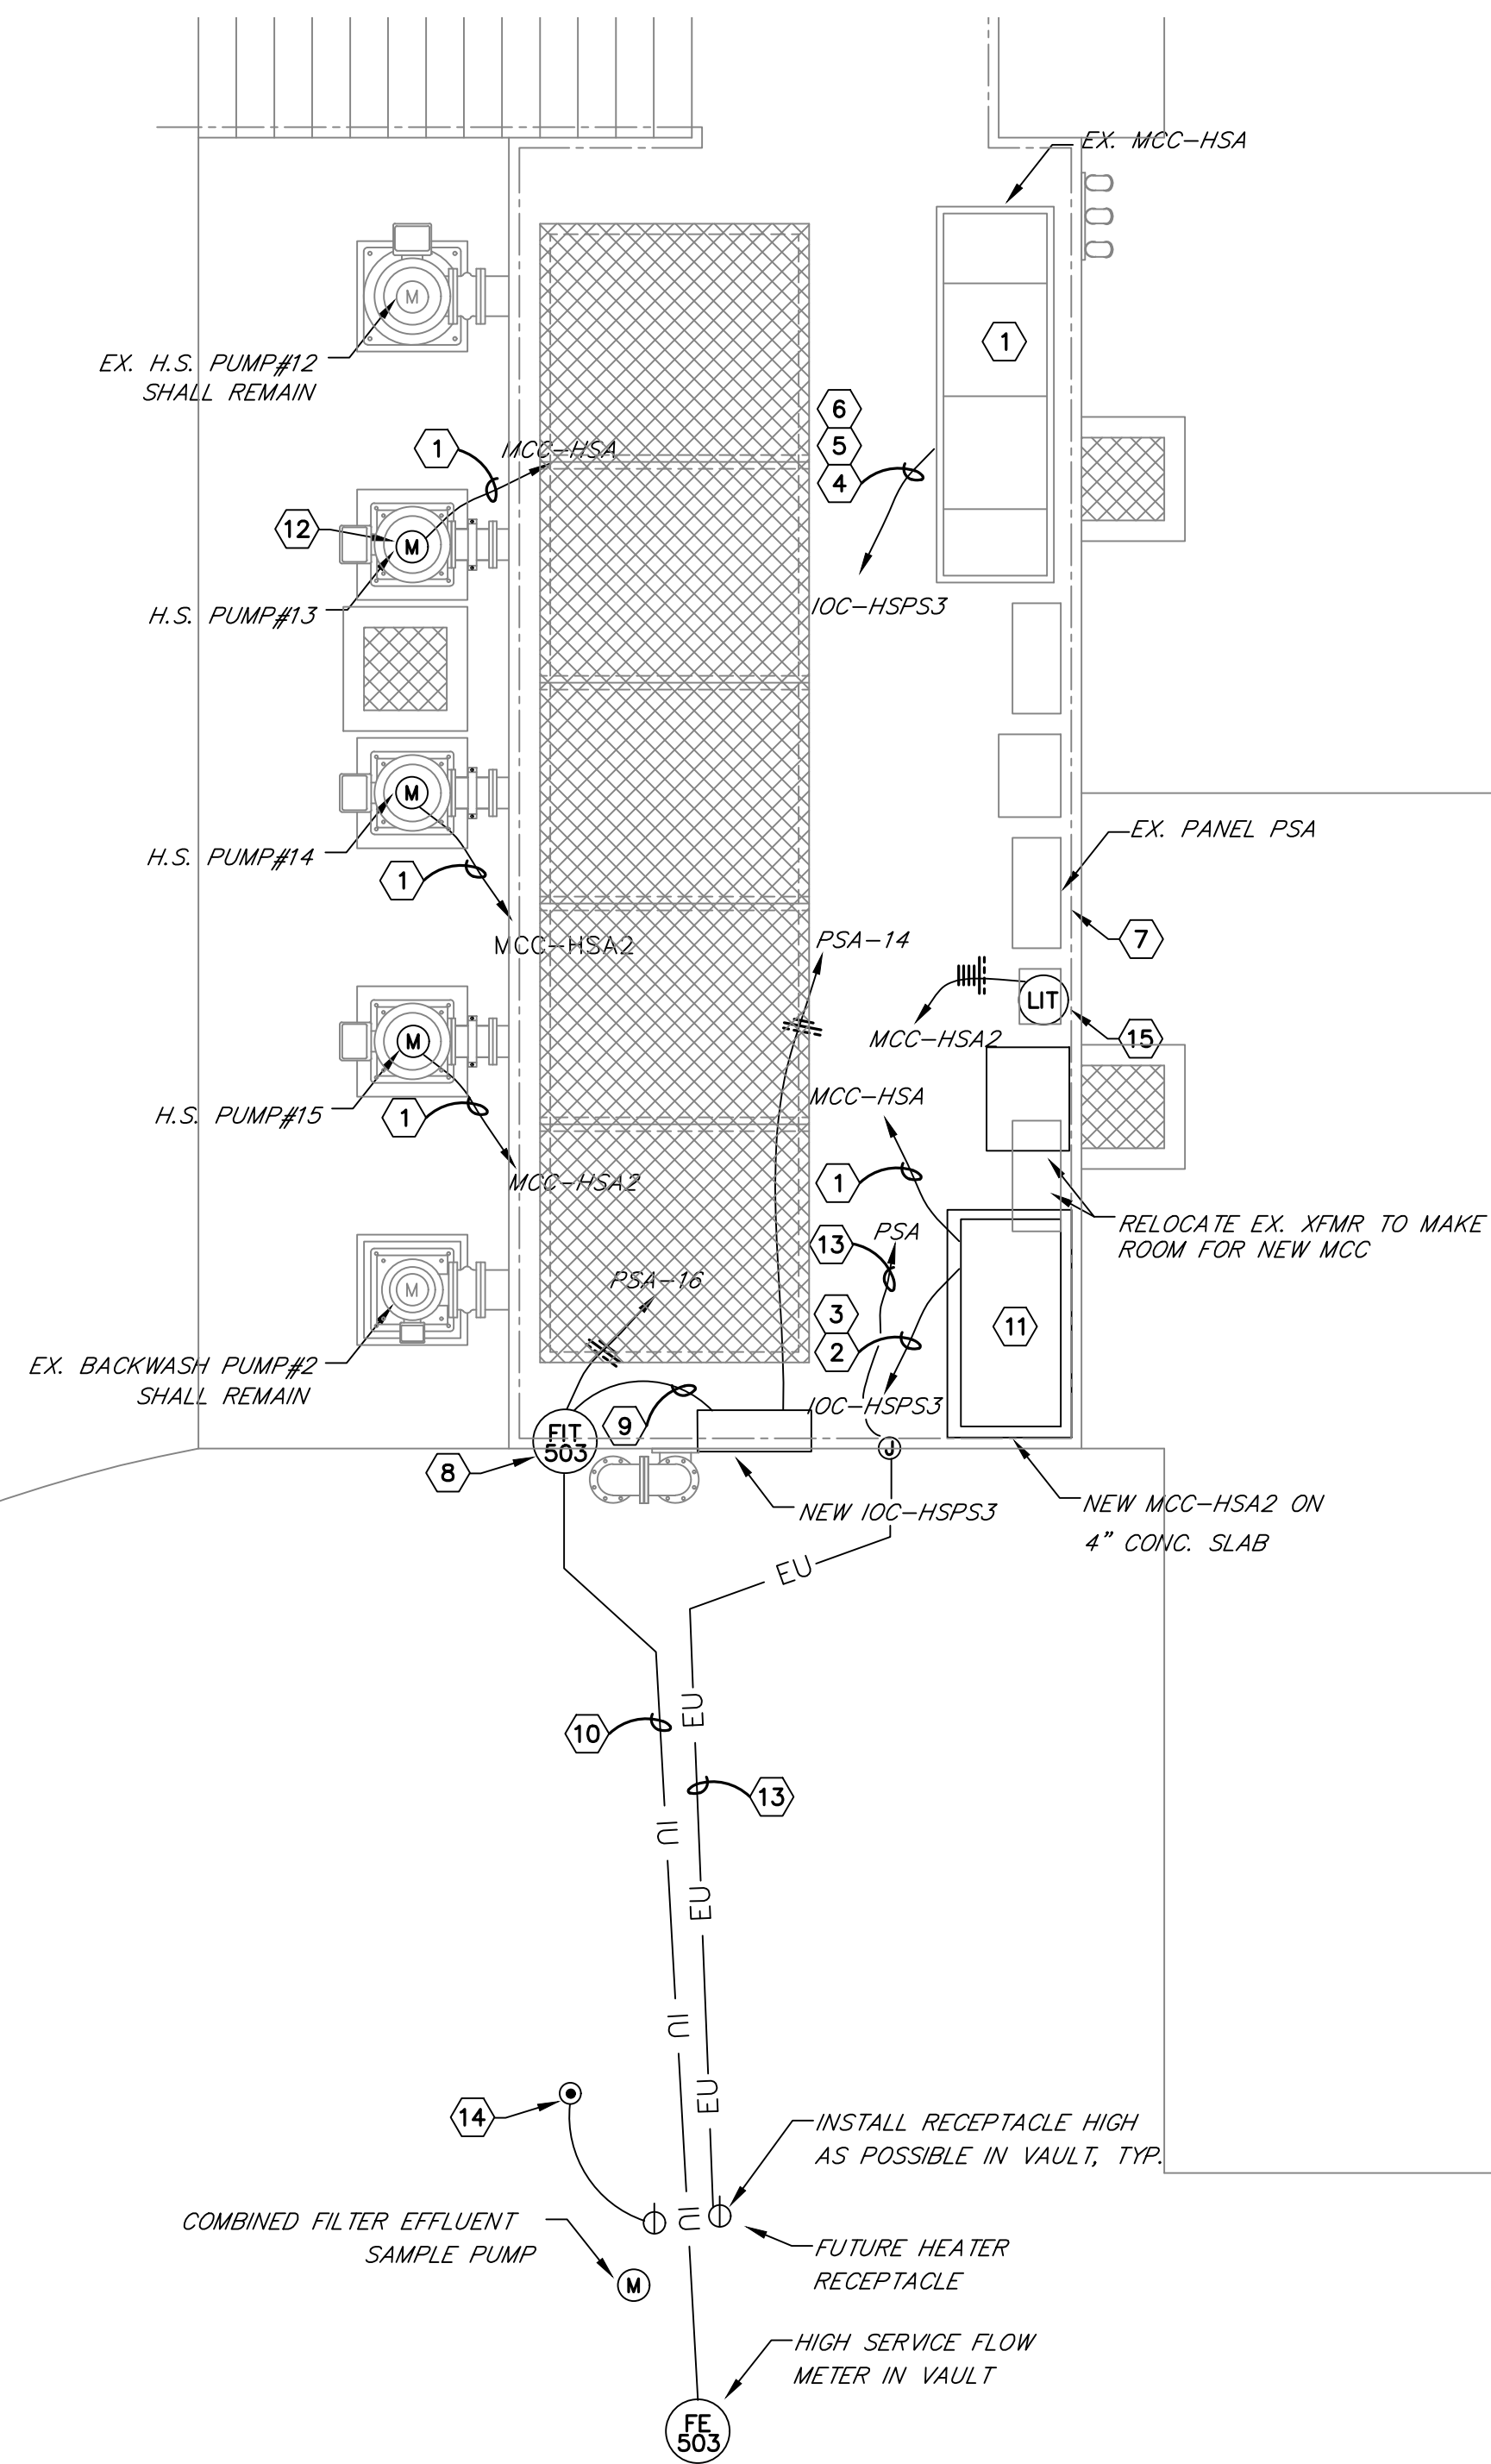 EX. MCC-HSA
1
M
EX. H.S. PUMP#12
SHALL REMAIN
6
5
4
1
MCC-HSA
12
M
H.S. PUMP#13
IOC-HSPS3
M
H.S. PUMP#14
1
MCC-HSA2
EX. PANEL PSA
7
PSA-14
LIT
15
MCC-HSA2
M
H.S. PUMP#15
1
MCC-HSA2
MCC-HSA
1
RELOCATE EX. XFMR TO MAKE
ROOM FOR NEW MCC
13
PSA
PSA-16
3
2
11
M
EX. BACKWASH PUMP#2
SHALL REMAIN
IOC-HSPS3
9
FIT
503
J
8
NEW IOC-HSPS3
NEW MCC-HSA2 ON
4" CONC. SLAB
EU
EU
10
13
IU
EU
IU
EU
14
INSTALL RECEPTACLE HIGH
AS POSSIBLE IN VAULT, TYP.
IU
COMBINED FILTER EFFLUENT
SAMPLE PUMP
M
FUTURE HEATER
RECEPTACLE
HIGH SERVICE FLOW
METER IN VAULT
FE
503